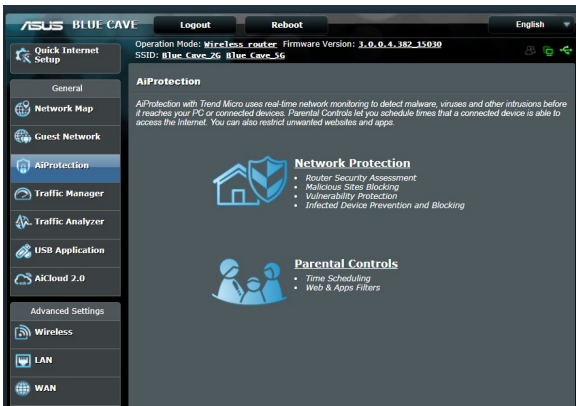 ASUS BLUE CAVE
Logout
Reboot
English
Quick Internet
Setup
General
Network Map
Guest Network
AiProtection
Traffic Manager
Traffic Analyzer
USB Application
AiCloud 2.0
Advanced Settings
Wireless
LAN
WAN
Operation Mode: Wireless router Firmware Version: 3.0.0.4.382_15030
SSID: Blue Cave_2G Blue Cave_5G
AiProtection
AiProtection with Trend Micro uses real-time network monitoring to detect malware, viruses and other intrusions before
it reaches your PC or connected devices. Parental Controls let you schedule times that a connected device is able to
access the Internet. You can also restrict unwanted websites and apps.
Network Protection
• Router Security Assessment
• Malicious Sites Blocking
• Vulnerability Protection
• Infected Device Prevention and Blocking
Parental Controls
• Time Scheduling
• Web & Apps Filters